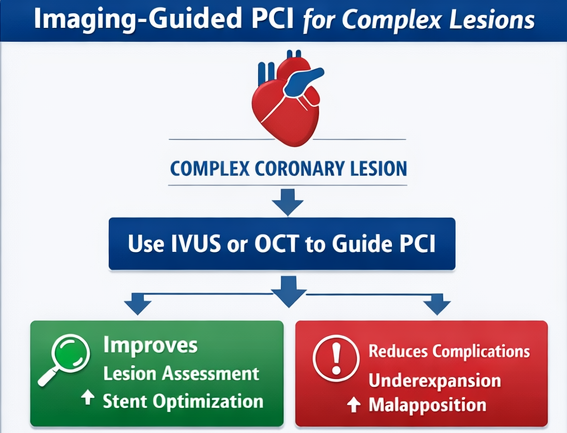 Imaging-Guided PCI for Complex Lesions
COMPLEX CORONARY LESION
Use IVUS or OCT to Guide PCI
Improves
Lesion Assessment
Stent Optimization
Reduces Complications
Underexpansion
Malapposition